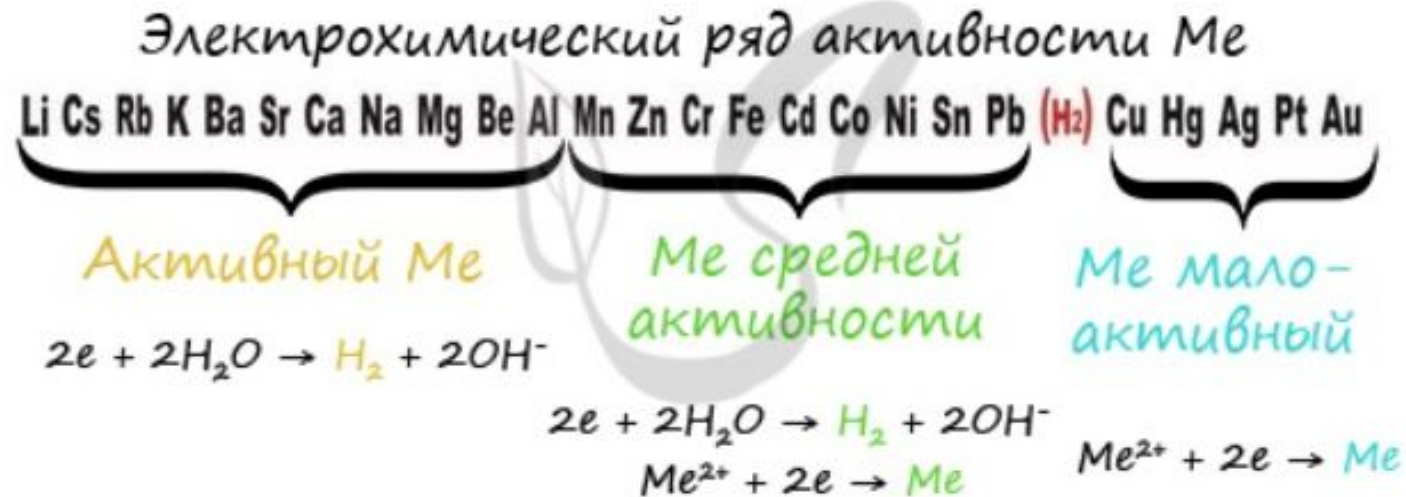 Электрохимический ряд активности Ме
Li Cs Rb K Ba Sr Ca Na Mg Be Al Mn Zn Cr Fe Cd Co Ni Sn Pb (H₂) Cu Hg Ag Pt Au
Активный Ме
2e + 2H₂O → H₂ + 2OH⁻
Ме средней
активности
2e + 2H₂O → H₂ + 2OH⁻
Me²⁺ + 2e → Me
Ме мало-
активный
Me²⁺ + 2e → Me